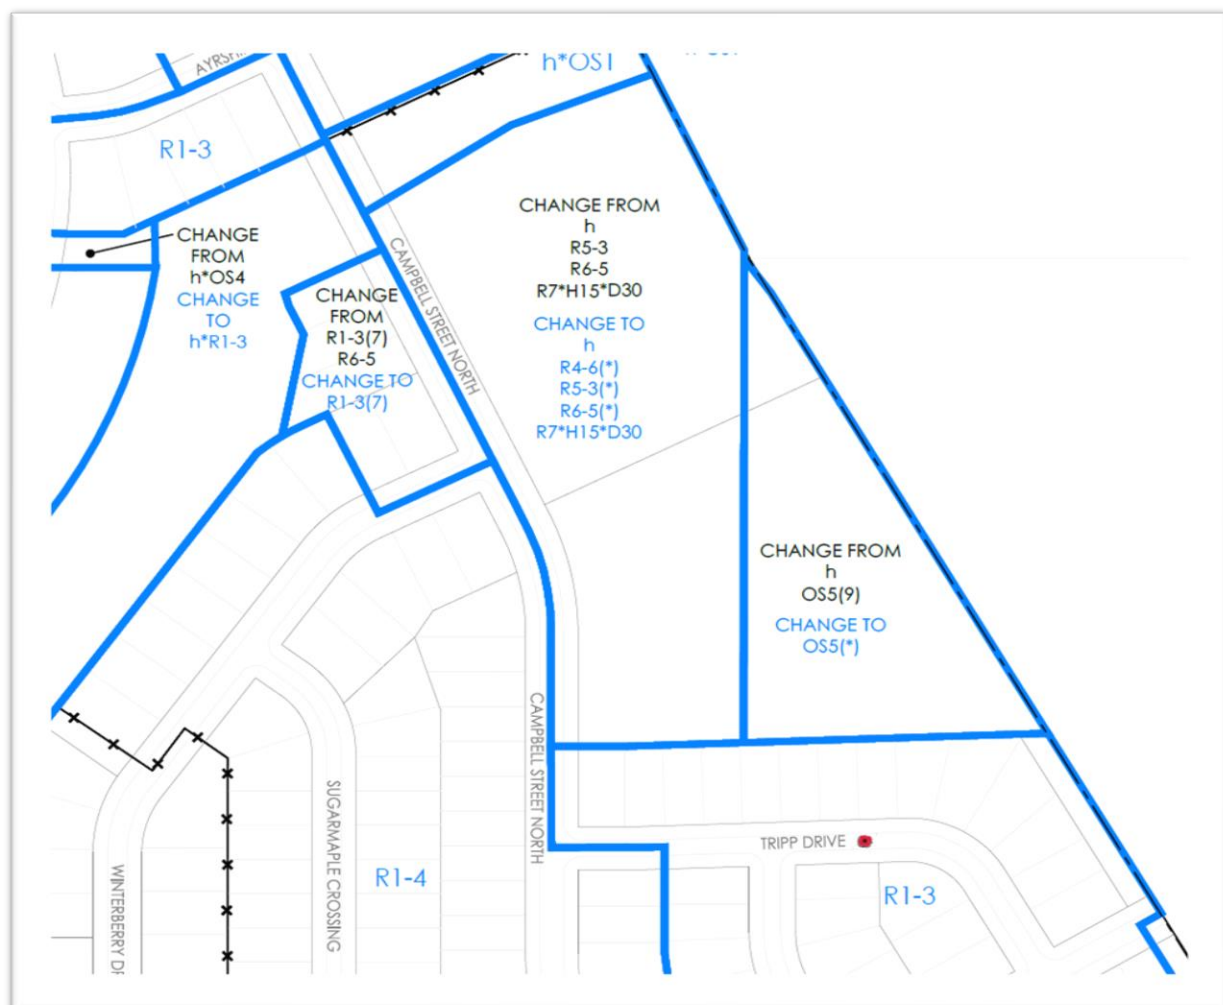 h*OS1
R1-3
CHANGE
FROM
h*OS4
CHANGE
TO
h*R1-3
CHANGE
FROM
R1-3(7)
R6-5
CHANGE TO
R1-3(7)
CAMPBELL STREET NORTH
CHANGE FROM
h
R5-3
R6-5
R7*H15*D30
CHANGE TO
h
R4-6(*)
R5-3(*)
R6-5(*)
R7*H15*D30
CHANGE FROM
h
OS5(9)
CHANGE TO
OS5(*)
CAMPBELL STREET NORTH
TRIPP DRIVE
SUGARMAPLE CROSSING
WINTERBERRY
R1-4
R1-3